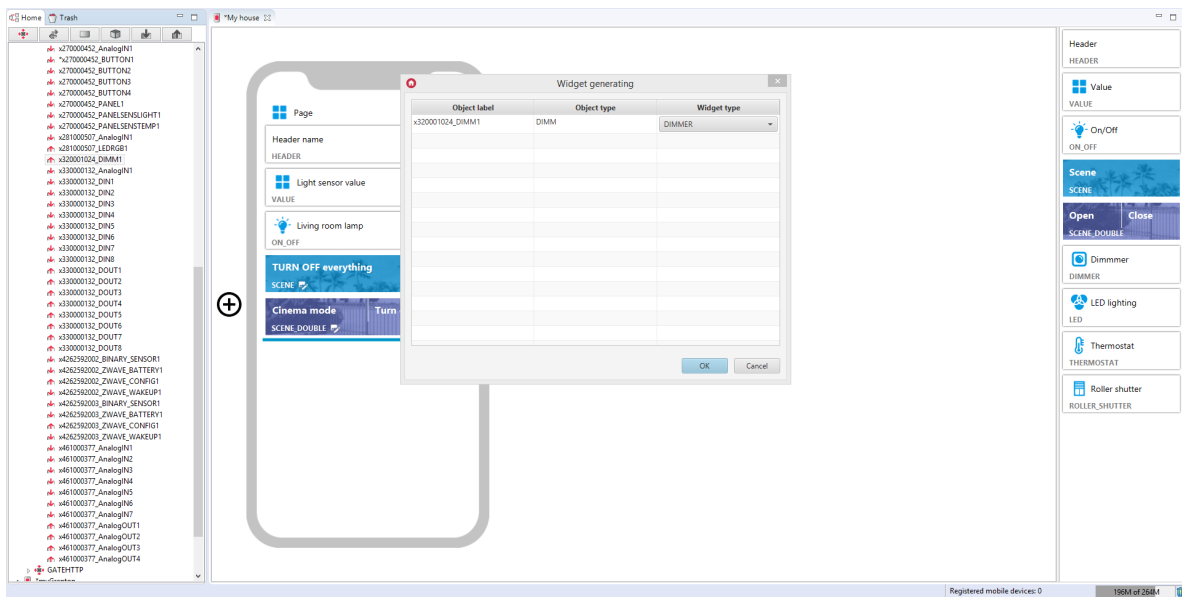 Home
Trash
*My house
x270000452_AnalogIN1
*x270000452_BUTTON1
x270000452_BUTTON2
x270000452_BUTTON3
x270000452_BUTTON4
x270000452_PANEL1
x270000452_PANELSENSLIGHT1
x270000452_PANELSENSTEMP1
x281000507_AnalogIN1
x281000507_LEDRGB1
x320001024_DIMM1
x330000132_AnalogIN1
x330000132_DIN1
x330000132_DIN2
x330000132_DIN3
x330000132_DIN4
x330000132_DIN5
x330000132_DIN6
x330000132_DIN7
x330000132_DIN8
x330000132_DOUT1
x330000132_DOUT2
x330000132_DOUT3
x330000132_DOUT4
x330000132_DOUT5
x330000132_DOUT6
x330000132_DOUT7
x330000132_DOUT8
x4262592002_BINARY_SENSOR1
x4262592002_ZWAVE_BATTERY1
x4262592002_ZWAVE_CONFIG1
x4262592002_ZWAVE_WAKEUP1
x4262592003_BINARY_SENSOR1
x4262592003_ZWAVE_BATTERY1
x4262592003_ZWAVE_CONFIG1
x4262592003_ZWAVE_WAKEUP1
x461000377_AnalogIN1
x461000377_AnalogIN2
x461000377_AnalogIN3
x461000377_AnalogIN4
x461000377_AnalogIN5
x461000377_AnalogIN6
x461000377_AnalogIN7
x461000377_AnalogOUT1
x461000377_AnalogOUT2
x461000377_AnalogOUT3
x461000377_AnalogOUT4
GATEHTTP
Page
Header name
HEADER
Light sensor value
VALUE
Living room lamp
ON_OFF
TURN OFF everything
SCENE
Cinema mode Turn
SCENE_DOUBLE
Widget generating
Object label Object type Widget type
x320001024_DIMM1 DIMM DIMMER
OK Cancel
Header
HEADER
Value
VALUE
On/Off
ON_OFF
Scene
SCENE
Open Close
SCENE_DOUBLE
Dimmmer
DIMMER
LED lighting
LED
Thermostat
THERMOSTAT
Roller shutter
ROLLER_SHUTTER
Registered mobile devices: 0
196M of 264M